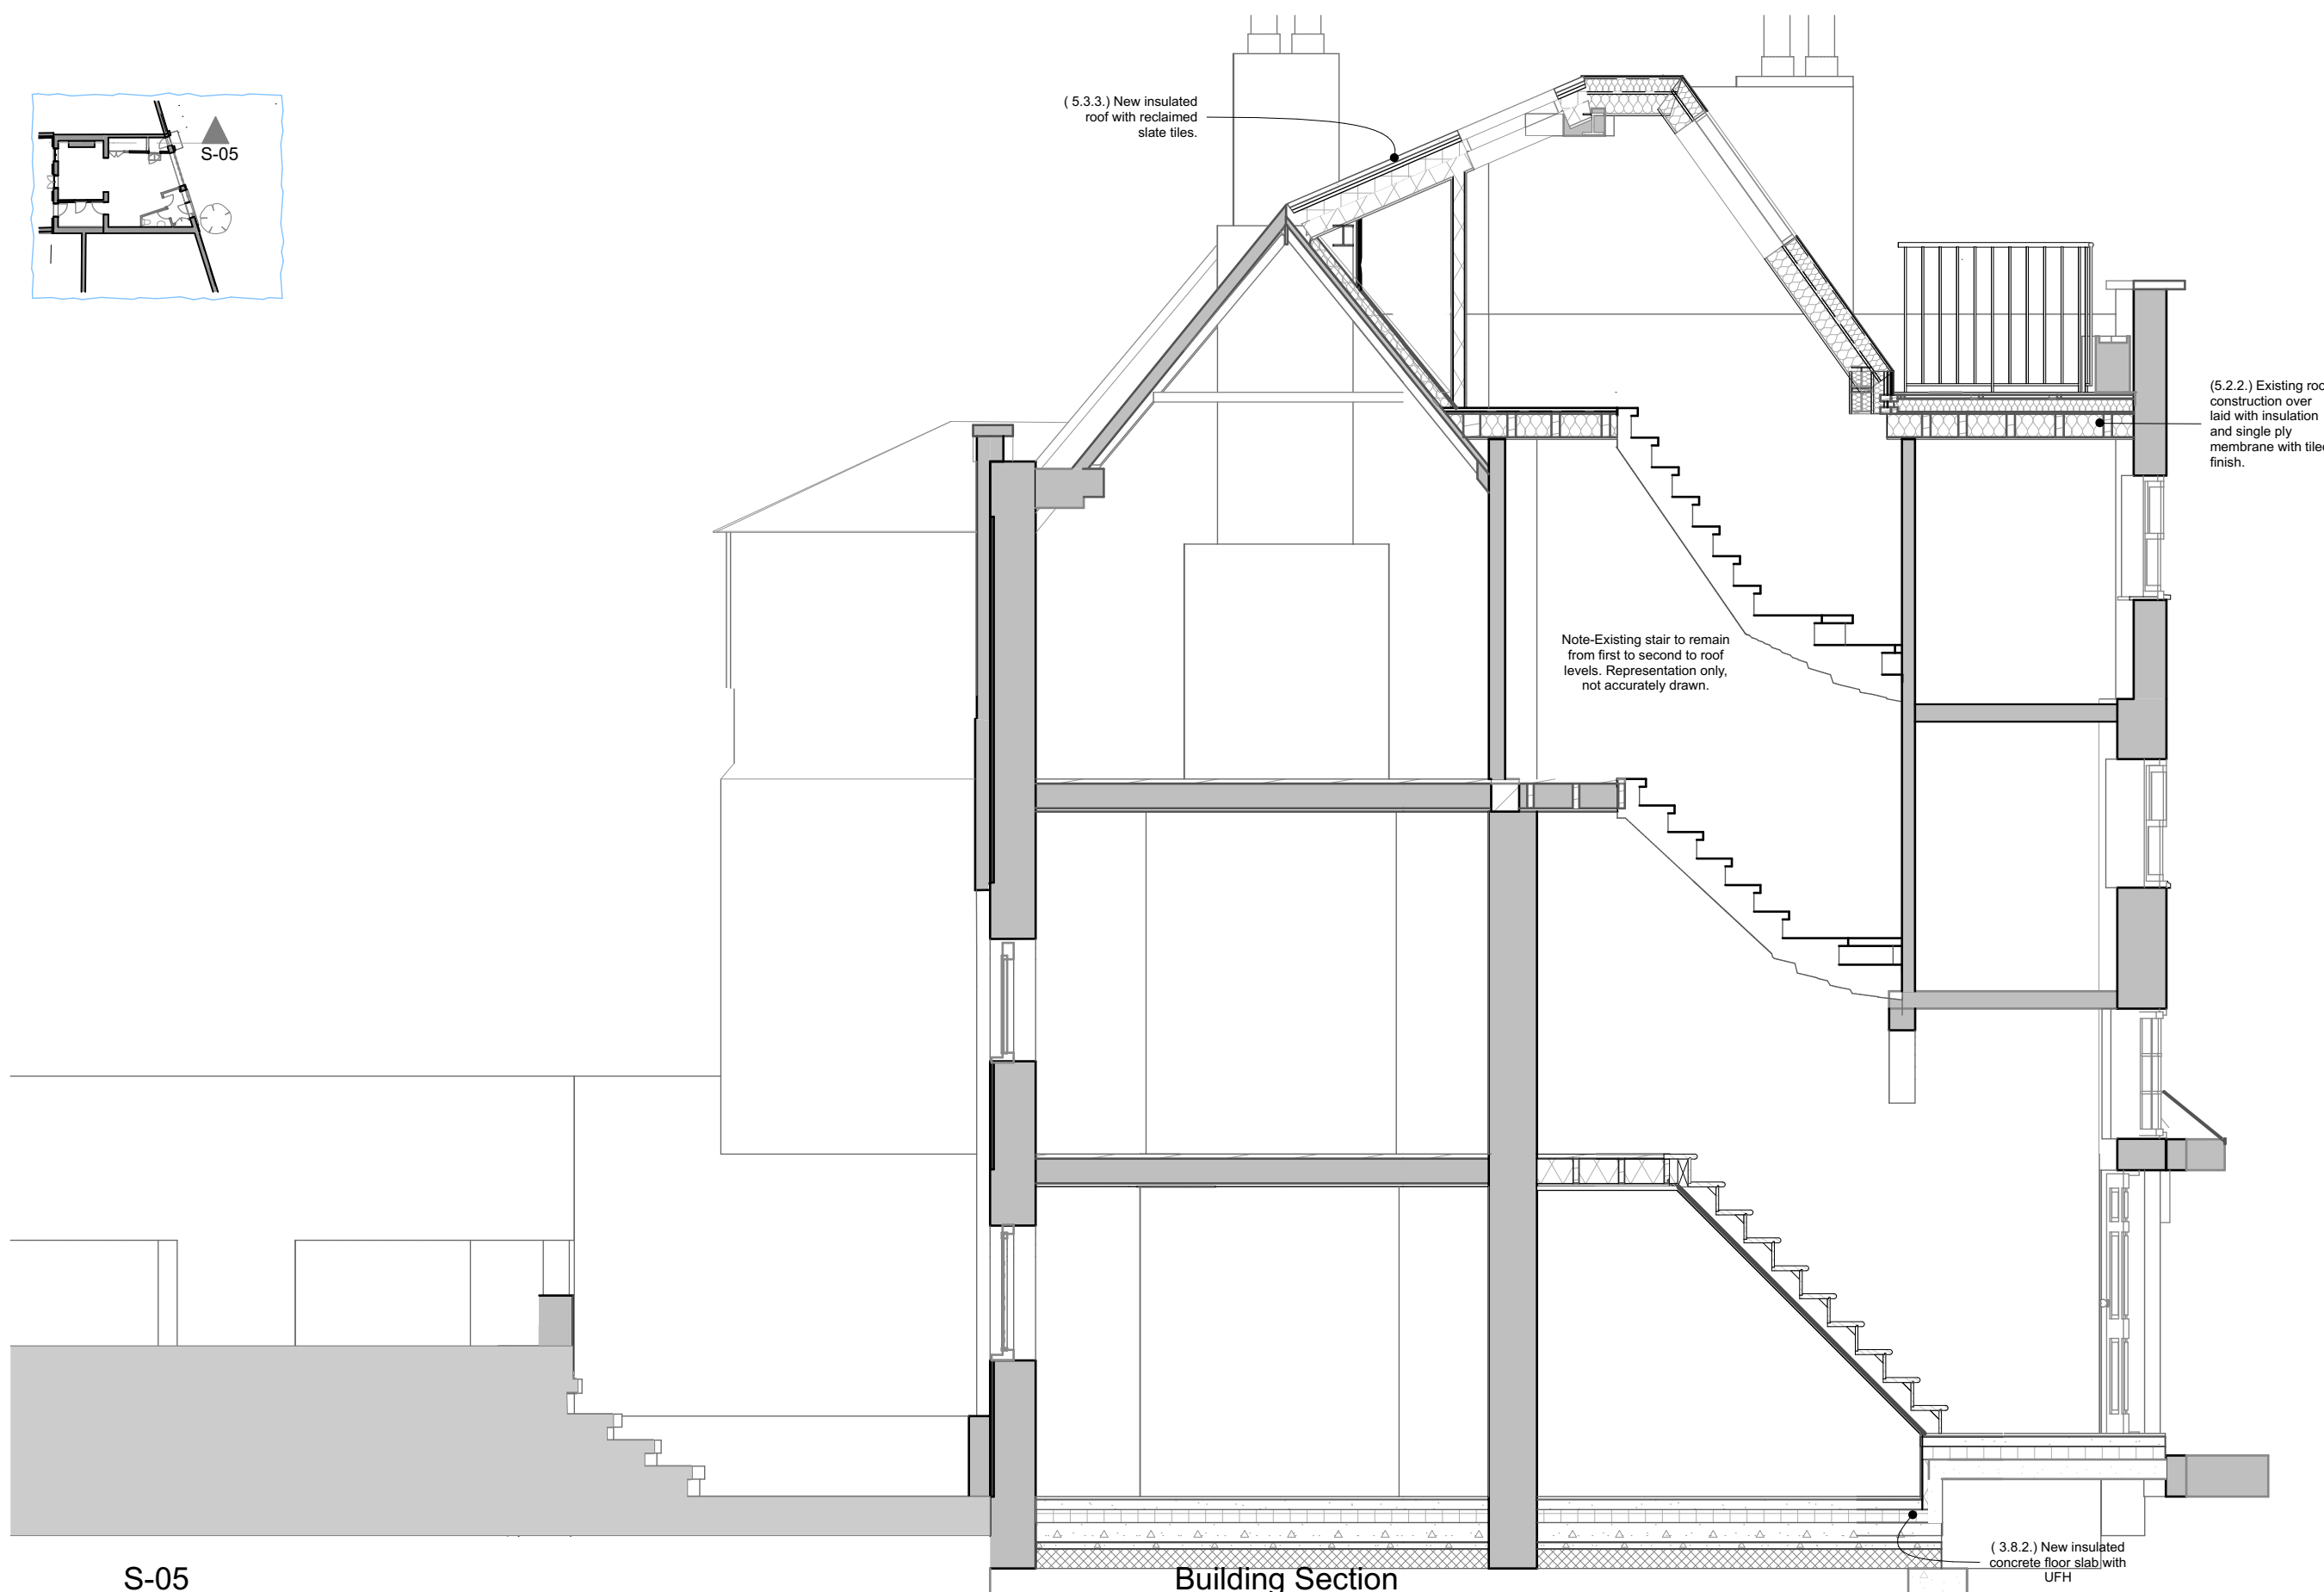 S-05
( 5.3.3.) New insulated
roof with reclaimed
slate tiles.
(5.2.2.) Existing roo
construction over
laid with insulation
and single ply
membrane with tiled
finish.
Note-Existing stair to remain
from first to second to roof
levels. Representation only,
not accurately drawn.
( 3.8.2.) New insulated
concrete floor slab with
UFH
S-05
Building Section